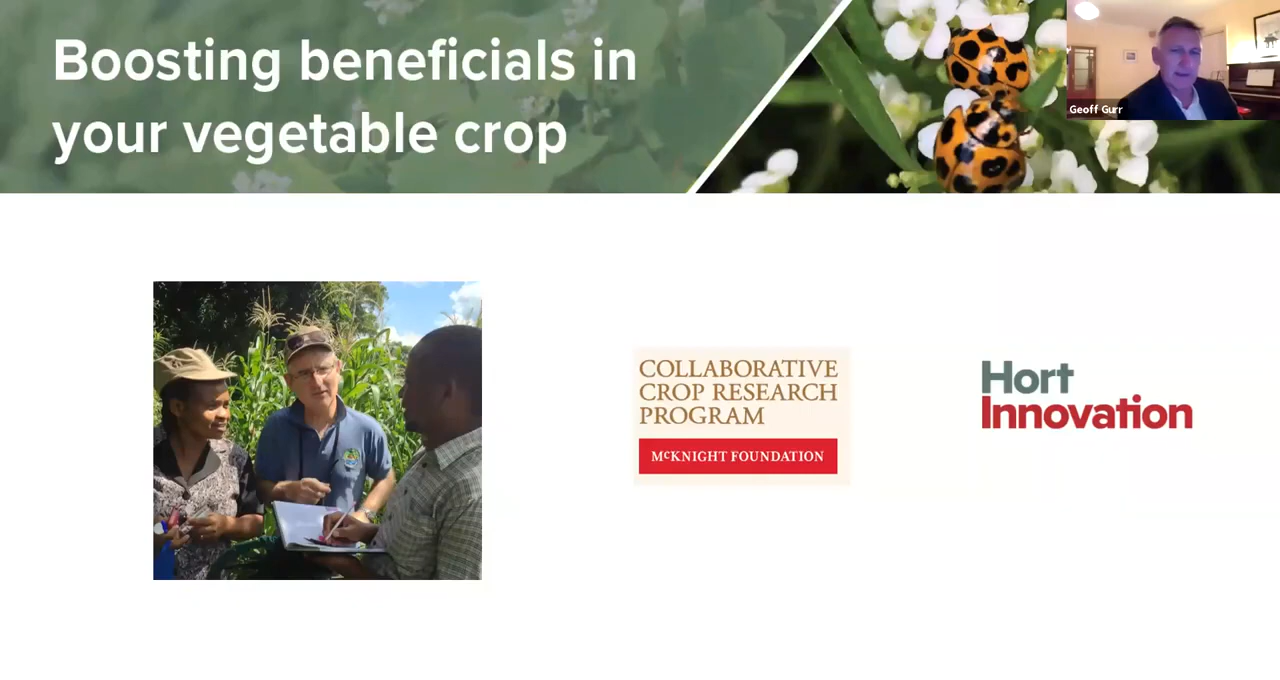 Boosting beneficials in
your vegetable crop
Geoff Gurr
COLLABORATIVE
CROP RESEARCH
PROGRAM
McKNIGHT FOUNDATION
Hort
Innovation